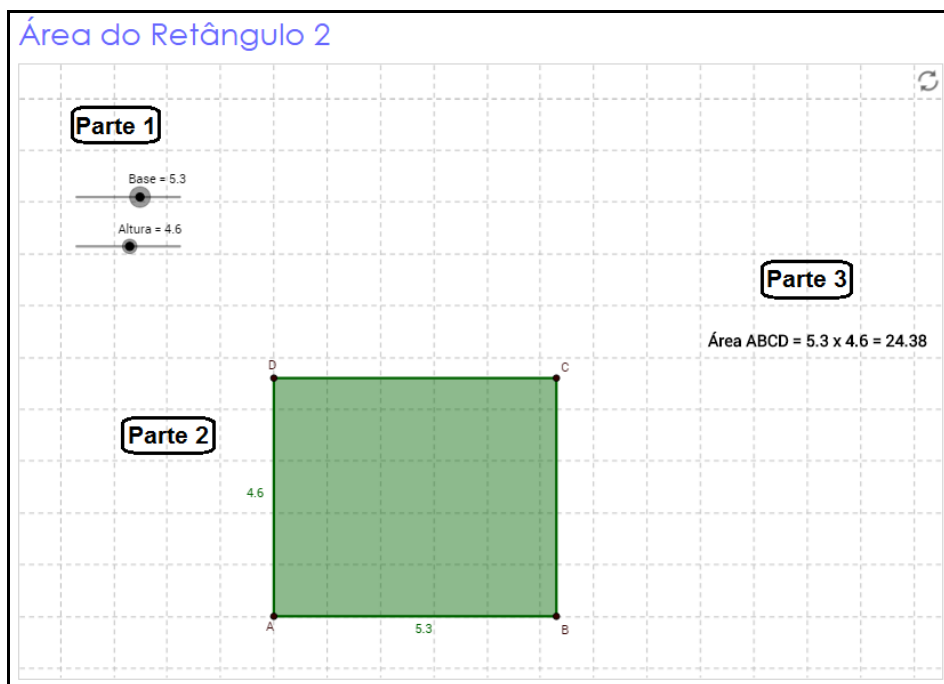 Área do Retângulo 2
Parte 1
Base = 5.3
Altura = 4.6
Parte 3
Área ABCD = 5.3 x 4.6 = 24.38
D
C
Parte 2
4.6
A
5.3
B